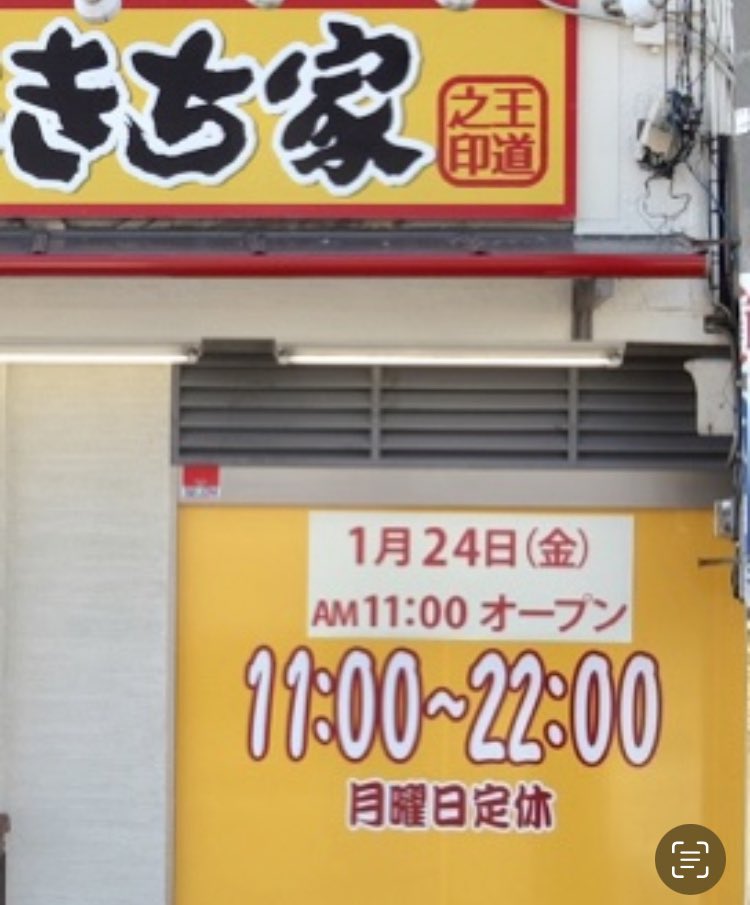 きち家
王道
之印
1月24日(金)
AM11:00 オープン
11:00~22:00
月曜日定休